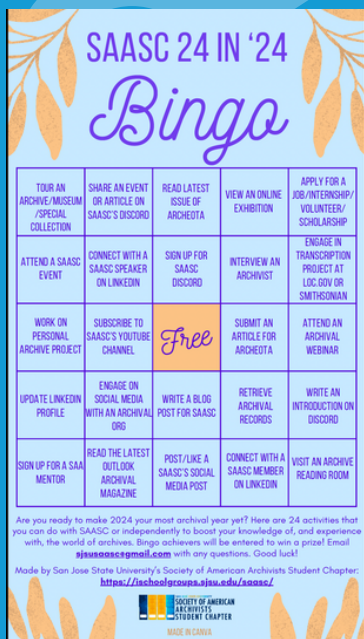 SAASC 24 IN ‘24
Bingo
TOUR AN
ARCHIVE/MUSEUM
/SPECIAL
COLLECTION
SHARE AN EVENT
OR ARTICLE ON
SAASC'S DISCORD
READ LATEST
ISSUE OF
ARCHEOTA
VIEW AN ONLINE
EXHIBITION
APPLY FOR A
JOB/INTERNSHIP/
VOLUNTEER/
SCHOLARSHIP
ATTEND A SAASC
EVENT
CONNECT WITH A
SAASC SPEAKER
ON LINKEDIN
SIGN UP FOR
SAASC
DISCORD
INTERVIEW AN
ARCHIVIST
ENGAGE IN
TRANSCRIPTION
PROJECT AT
LOC.GOV OR
SMITHSONIAN
WORK ON
PERSONAL
ARCHIVE PROJECT
SUBSCRIBE TO
SAASC'S YOUTUBE
CHANNEL
Free
SUBMIT AN
ARTICLE FOR
ARCHEOTA
ATTEND AN
ARCHIVAL
WEBINAR
UPDATE LINKEDIN
PROFILE
ENGAGE ON
SOCIAL MEDIA
WITH AN ARCHIVAL
ORG
WRITE A BLOG
POST FOR SAASC
RETRIEVE
ARCHIVAL
RECORDS
WRITE AN
INTRODUCTION ON
DISCORD
SIGN UP FOR A SAA
MENTOR
READ THE LATEST
OUTLOOK
ARCHIVAL
MAGAZINE
POST/LIKE A
SAASC'S SOCIAL
MEDIA POST
CONNECT WITH A
SAASC MEMBER
ON LINKEDIN
VISIT AN ARCHIVE
READING ROOM
Are you ready to make 2024 your most archival year yet? Here are 24 activities that
you can do with SAASC or independently to boost your knowledge of, and experience
with, the world of archives. Bingo achievers will be entered to win a prize! Email
sjsusaasc@gmail.com with any questions. Good luck!
Made by San Jose State University's Society of American Archivists Student Chapter:
https://ischoolgroups.sjsu.edu/saasc/
SOCIETY OF AMERICAN
ARCHIVISTS
STUDENT CHAPTER
MADE IN CANVA